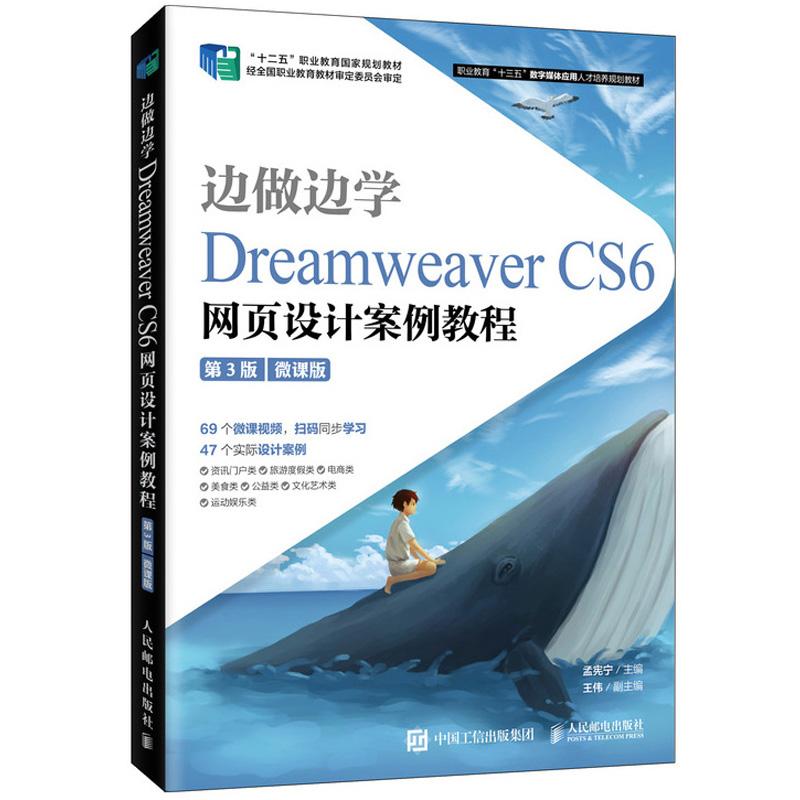 “十二五”职业教育国家规划教材
经全国职业教育教材审定委员会审定
职业教育“十三五”数字媒体应用人才培养规划教材
边做边学
Dreamweaver CS6
网页设计案例教程
第3版 微课版
69个微课视频，扫码同步学习
47个实际设计案例
资讯门户类 旅游度假类 电商类
美食类 公益类 文化艺术类
运动娱乐类
孟宪宁/主编
王伟/副主编
中国工信出版集团
人民邮电出版社
POSTS & TELECOM PRESS
边做边学 Dreamweaver CS6 网页设计案例教程 第3版 微课版
人民邮电出版社